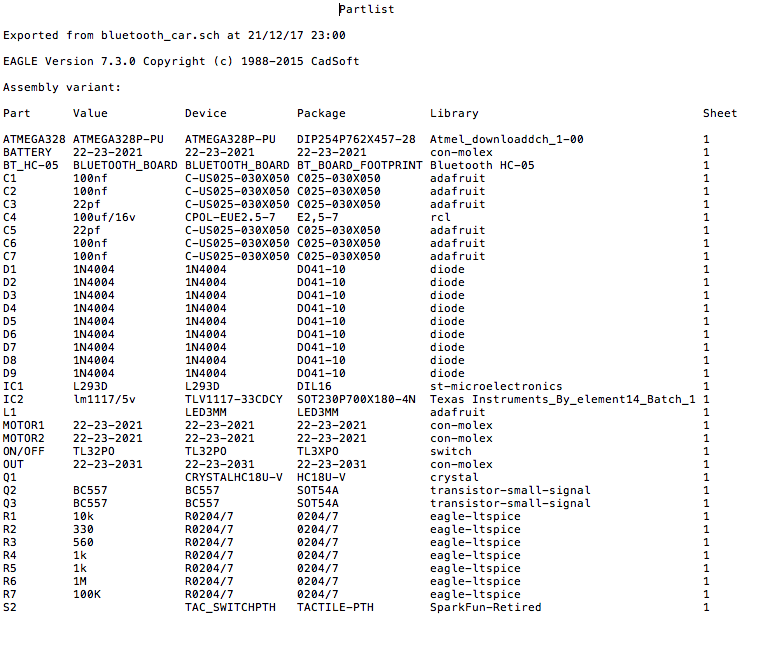 Partlist
Exported from bluetooth_car.sch at 21/12/17 23:00
EAGLE Version 7.3.0 Copyright (c) 1988-2015 CadSoft
Assembly variant:
Part Value Device Package Library Sheet
ATMEGA328 ATMEGA328P-PU ATMEGA328P-PU DIP254P762X457-28 Atmel_downloaddch_1-00 1
BATTERY 22-23-2021 22-23-2021 22-23-2021 con-molex 1
BT_HC-05 BLUETOOTH_BOARD BLUETOOTH_BOARD BT_BOARD_FOOTPRINT Bluetooth HC-05 1
C1 100nf C-US025-030X050 C025-030X050 adafruit 1
C2 100nf C-US025-030X050 C025-030X050 adafruit 1
C3 22pf C-US025-030X050 C025-030X050 adafruit 1
C4 100uf/16v CPOL-EUE2.5-7 E2,5-7 rcl 1
C5 22pf C-US025-030X050 C025-030X050 adafruit 1
C6 100nf C-US025-030X050 C025-030X050 adafruit 1
C7 100nf C-US025-030X050 C025-030X050 adafruit 1
D1 1N4004 1N4004 DO41-10 diode 1
D2 1N4004 1N4004 DO41-10 diode 1
D3 1N4004 1N4004 DO41-10 diode 1
D4 1N4004 1N4004 DO41-10 diode 1
D5 1N4004 1N4004 DO41-10 diode 1
D6 1N4004 1N4004 DO41-10 diode 1
D7 1N4004 1N4004 DO41-10 diode 1
D8 1N4004 1N4004 DO41-10 diode 1
D9 1N4004 1N4004 DO41-10 diode 1
IC1 L293D L293D DIL16 st-microelectronics 1
IC2 lm1117/5v TLV1117-33CDCY SOT230P700X180-4N Texas Instruments_By_element14_Batch_1 1
L1 LED3MM LED3MM adafruit 1
MOTOR1 22-23-2021 22-23-2021 22-23-2021 con-molex 1
MOTOR2 22-23-2021 22-23-2021 22-23-2021 con-molex 1
ON/OFF TL32PO TL32PO TL3XPO switch 1
OUT 22-23-2031 22-23-2031 22-23-2031 con-molex 1
Q1 CRYSTALHC18U-V HC18U-V crystal 1
Q2 BC557 BC557 SOT54A transistor-small-signal 1
Q3 BC557 BC557 SOT54A transistor-small-signal 1
R1 10k R0204/7 0204/7 eagle-ltspice 1
R2 330 R0204/7 0204/7 eagle-ltspice 1
R3 560 R0204/7 0204/7 eagle-ltspice 1
R4 1k R0204/7 0204/7 eagle-ltspice 1
R5 1k R0204/7 0204/7 eagle-ltspice 1
R6 1M R0204/7 0204/7 eagle-ltspice 1
R7 100K R0204/7 0204/7 eagle-ltspice 1
S2 TAC_SWITCHPTH TACTILE-PTH SparkFun-Retired 1